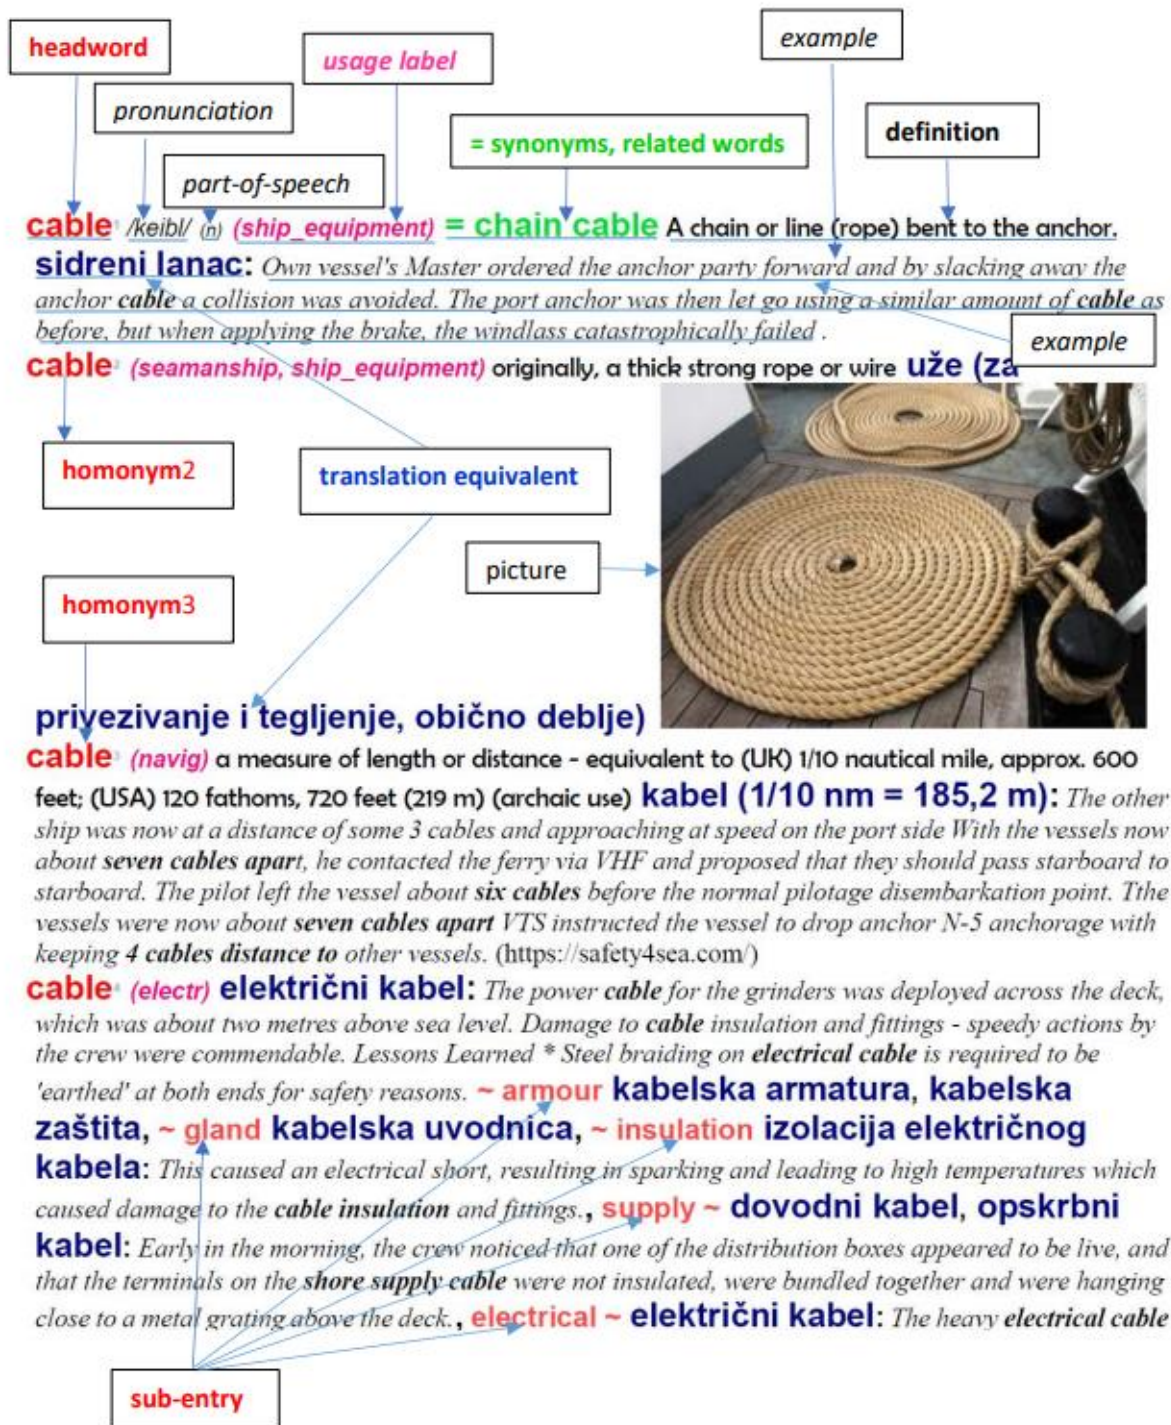 headword
usage label
example
pronunciation
= synonyms, related words
definition
part-of-speech
cable¹ /keibl/ (n) (ship_equipment) = chain cable A chain or line (rope) bent to the anchor.
sidreni lanac: Own vessel's Master ordered the anchor party forward and by slacking away the
anchor cable a collision was avoided. The port anchor was then let go using a similar amount of cable as
before, but when applying the brake, the windlass catastrophically failed .
example
cable² (seamanship, ship_equipment) originally, a thick strong rope or wire uže (za
homonym2
translation equivalent
picture
homonym3
privezivanje i tegljenje, obično deblje)
cable³ (navig) a measure of length or distance - equivalent to (UK) 1/10 nautical mile, approx. 600
feet; (USA) 120 fathoms, 720 feet (219 m) (archaic use) kabel (1/10 nm = 185,2 m): The other
ship was now at a distance of some 3 cables and approaching at speed on the port side With the vessels now
about seven cables apart, he contacted the ferry via VHF and proposed that they should pass starboard to
starboard. The pilot left the vessel about six cables before the normal pilotage disembarkation point. Tthe
vessels were now about seven cables apart VTS instructed the vessel to drop anchor N-5 anchorage with
keeping 4 cables distance to other vessels. (https://safety4sea.com/)
cable⁴ (electr) električni kabel: The power cable for the grinders was deployed across the deck,
which was about two metres above sea level. Damage to cable insulation and fittings - speedy actions by
the crew were commendable. Lessons Learned * Steel braiding on electrical cable is required to be
'earthed' at both ends for safety reasons. ~ armour kabelska armatura, kabelska
zaštita, ~ gland kabelska uvodnica, ~ insulation izolacija električnog
kabela: This caused an electrical short, resulting in sparking and leading to high temperatures which
caused damage to the cable insulation and fittings., supply ~ dovodni kabel, opskrbni
kabel: Early in the morning, the crew noticed that one of the distribution boxes appeared to be live, and
that the terminals on the shore supply cable were not insulated, were bundled together and were hanging
close to a metal grating above the deck., electrical ~ električni kabel: The heavy electrical cable
sub-entry